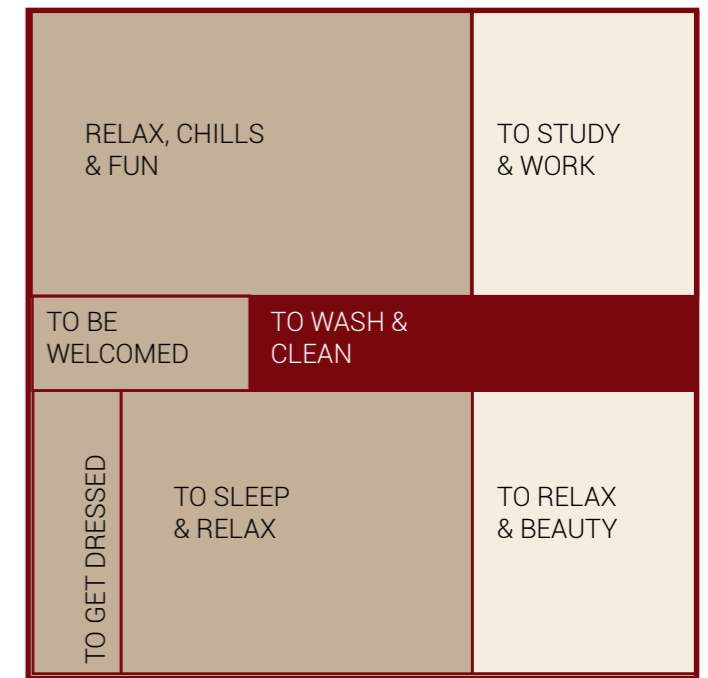 RELAX, CHILLS
& FUN
TO STUDY
& WORK
TO BE
WELCOMED
TO WASH &
CLEAN
TO GET DRESSED
TO SLEEP
& RELAX
TO RELAX
& BEAUTY